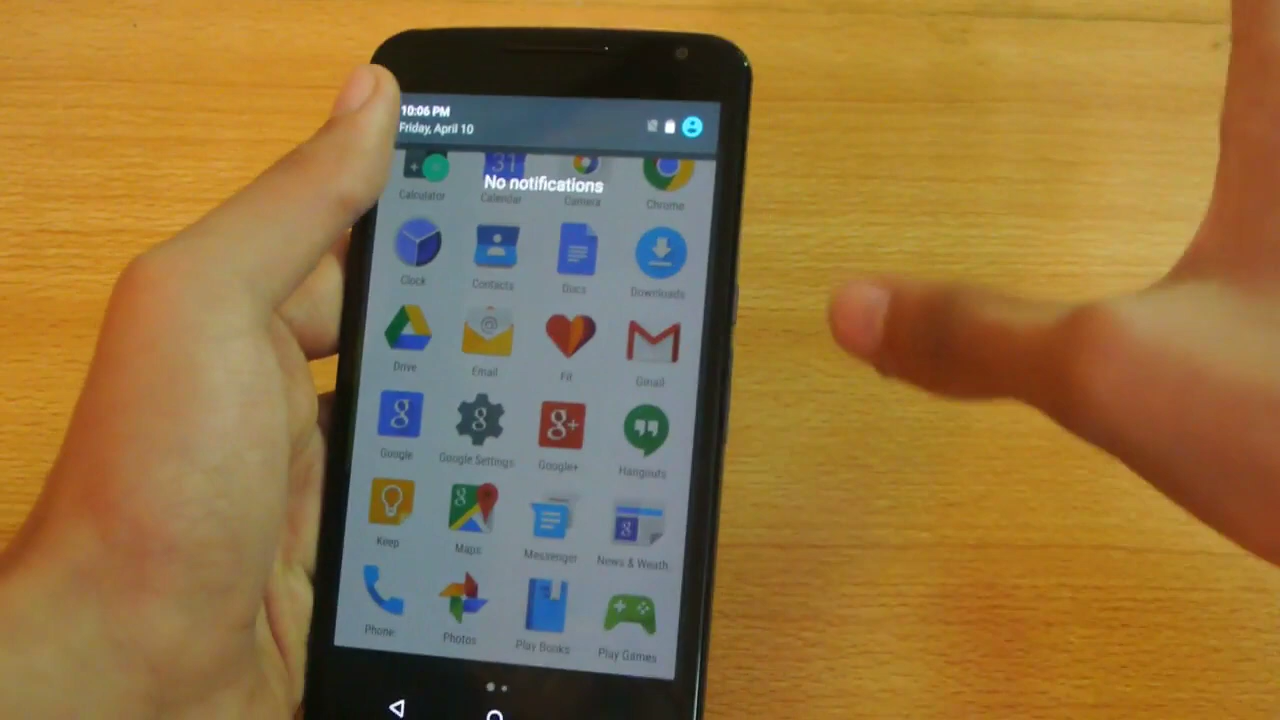 10:06 PM
Friday, April 10
31
No notifications
Calculator
Calendar
Camera
Chrome
Clock
Contacts
Docs
Downloads
@
Drive
Email
Fit
Gmail
g
g
g+
Google
Google Settings
Google+
Hangouts
g
g
Keep
Maps
Messenger
News & Weath..
Phone
Photos
Play Books
Play Games